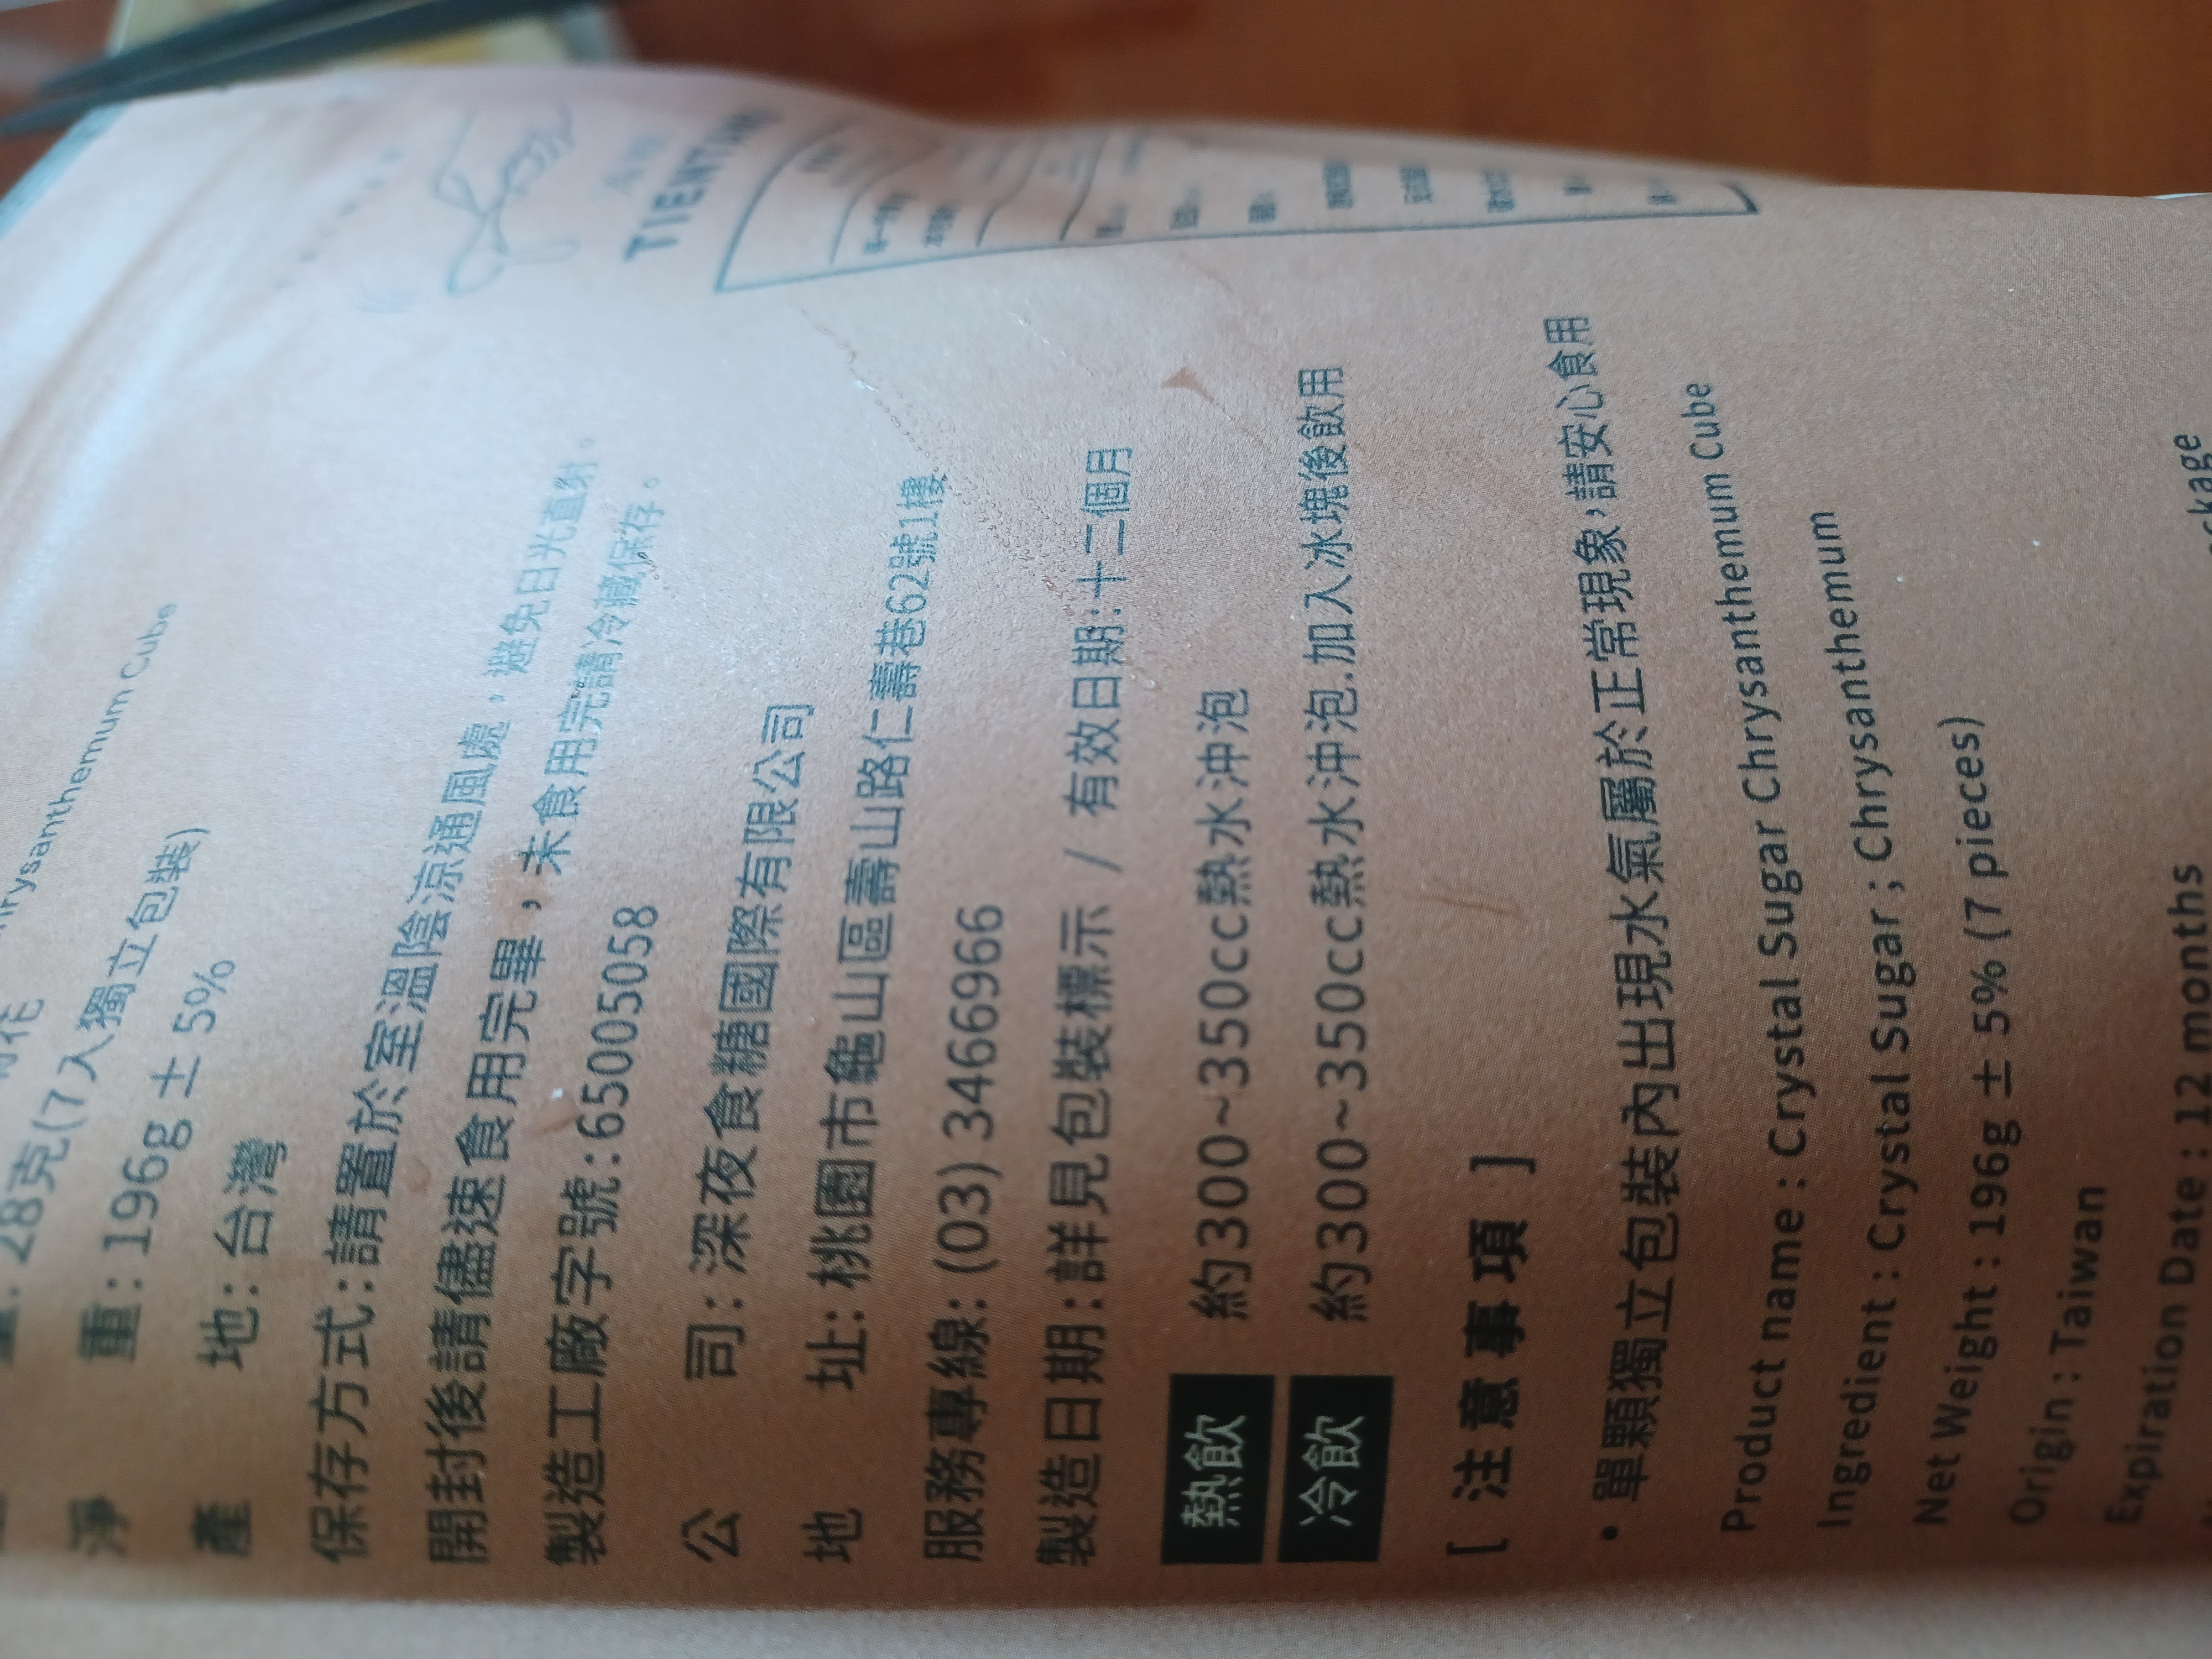 Chrysanthemum Cube
28克(7入獨立包裝)
淨 重: 196g ± 5%
產 地: 台灣
保存方式:請置於室溫陰涼通風處，避免日光直射。
開封後請儘速食用完畢，未食用完請冷藏保存。
製造工廠字號:65005058
公 司: 深夜食糖國際有限公司
地 址: 桃園市龜山區壽山路仁壽巷62號1樓
服務專線: (03) 3466966
製造日期:詳見包裝標示 / 有效日期:十二個月
熱飲 約300~350cc熱水沖泡
冷飲 約300~350cc熱水沖泡.加入冰塊後飲用
[ 注意事項 ]
• 單顆獨立包裝內出現水氣屬於正常現象,請安心食用
Product name : Crystal Sugar Chrysanthemum Cube
Ingredient : Crystal Sugar ; Chrysanthemum
Net Weight : 196g ± 5% (7 pieces)
Origin : Taiwan
Expiration Date : 12 months
TIENTIAN